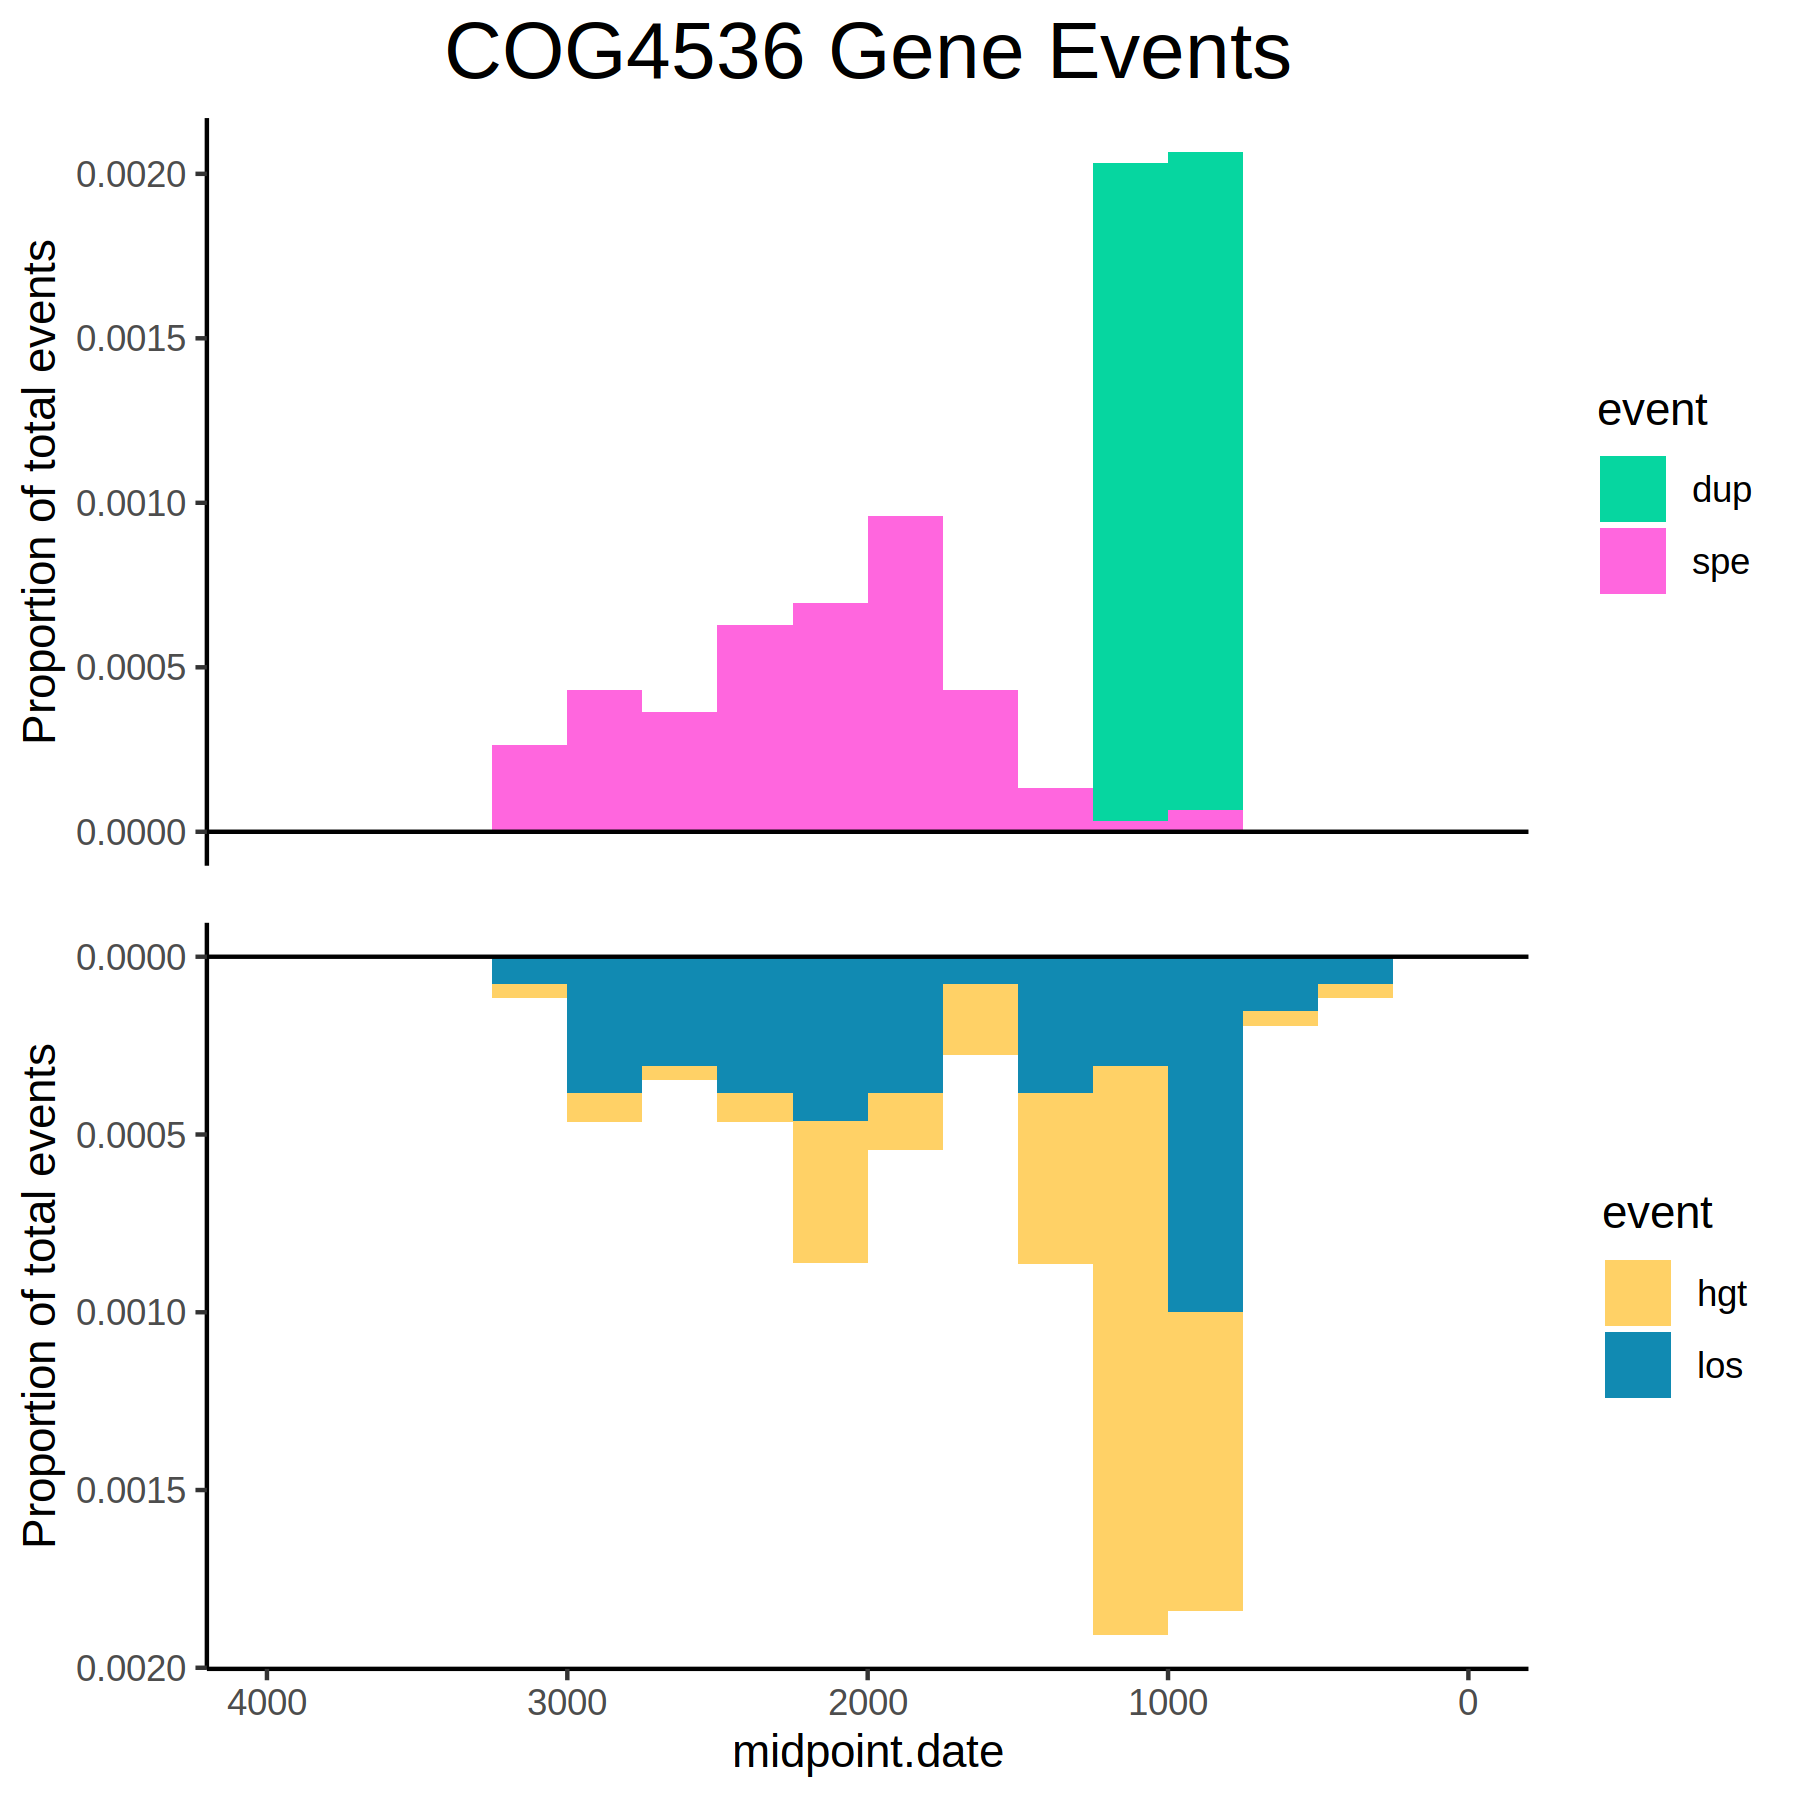 COG4536 Gene Events
Proportion of total events
0.0020
0.0015
0.0010
0.0005
0.0000
event
dup
spe
Proportion of total events
0.0000
0.0005
0.0010
0.0015
0.0020
event
hgt
los
4000 3000 2000 1000 0
midpoint.date